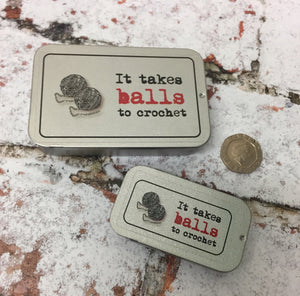 It takes
balls
to crochet
It takes
balls
to crochet